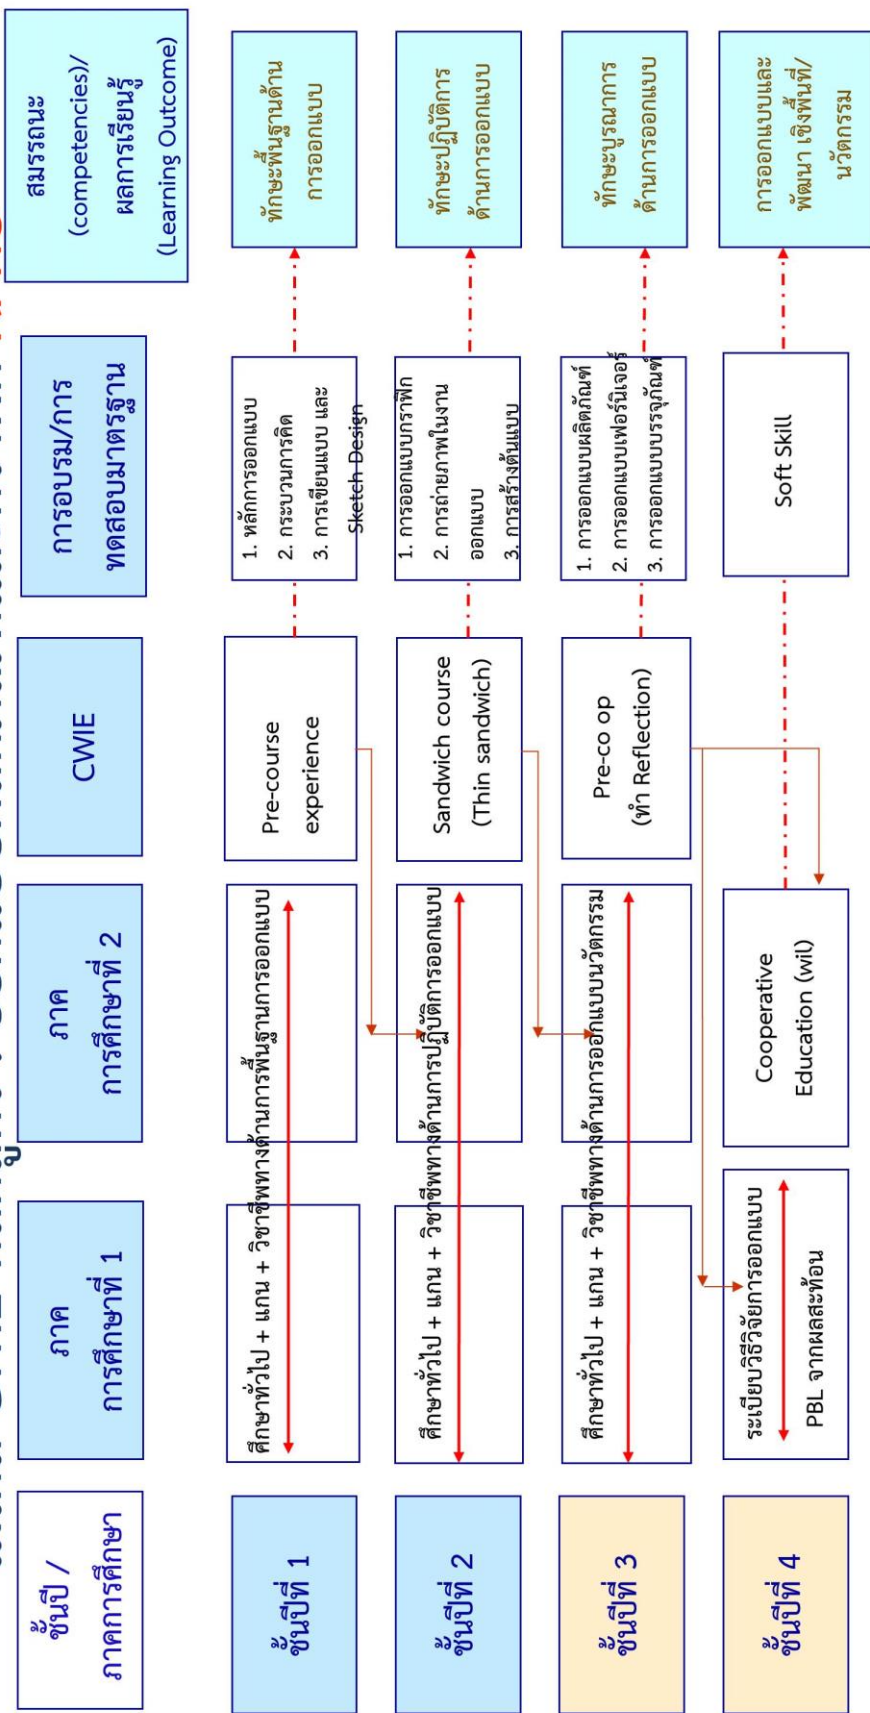 ชั้นปี /
ภาคการศึกษา
ภาค
การศึกษาที่ 1
ภาค
การศึกษาที่ 2
CWIE
การอบรม/การ
ทดสอบมาตรฐาน
สมรรถนะ
(competencies)/
ผลการเรียนรู้
(Learning Outcome)
ชั้นปีที่ 1
ศึกษาทั่วไป + แกน + วิชาชีพทางด้านการพื้นฐานการออกแบบ
Pre-course
experience
1. หลักการออกแบบ
2. กระบวนการคิด
3. การเขียนแบบ และ
Sketch Design
ทักษะพื้นฐานด้าน
การออกแบบ
ชั้นปีที่ 2
ศึกษาทั่วไป + แกน + วิชาชีพทางด้านการปฏิบัติการออกแบบ
Sandwich course
(Thin sandwich)
1. การออกแบบกราฟิก
2. การถ่ายภาพในงาน
ออกแบบ
3. การสร้างต้นแบบ
ทักษะปฏิบัติการ
ด้านการออกแบบ
ชั้นปีที่ 3
ศึกษาทั่วไป + แกน + วิชาชีพทางด้านการออกแบบนวัตกรรม
Pre-co op
(ทำ Reflection)
1. การออกแบบผลิตภัณฑ์
2. การออกแบบเฟอร์นิเจอร์
3. การออกแบบบรรจุภัณฑ์
ทักษะบูรณาการ
ด้านการออกแบบ
ชั้นปีที่ 4
ระเบียบวิธีวิจัยการออกแบบ
PBL จากผลสะท้อน
Cooperative
Education (wil)
Soft Skill
การออกแบบและ
พัฒนา เชิงพื้นที่/
นวัตกรรม